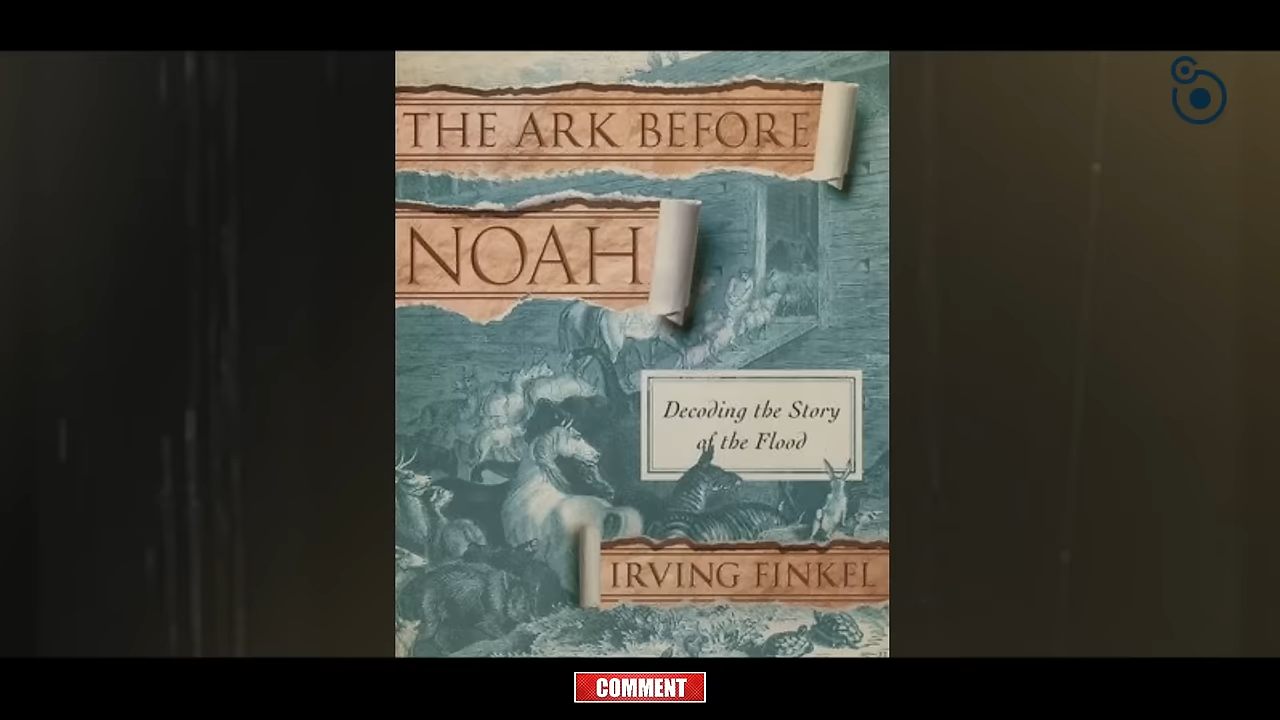 THE ARK BEFORE
NOAH
Decoding the Story
of the Flood
IRVING FINKEL
COMMENT